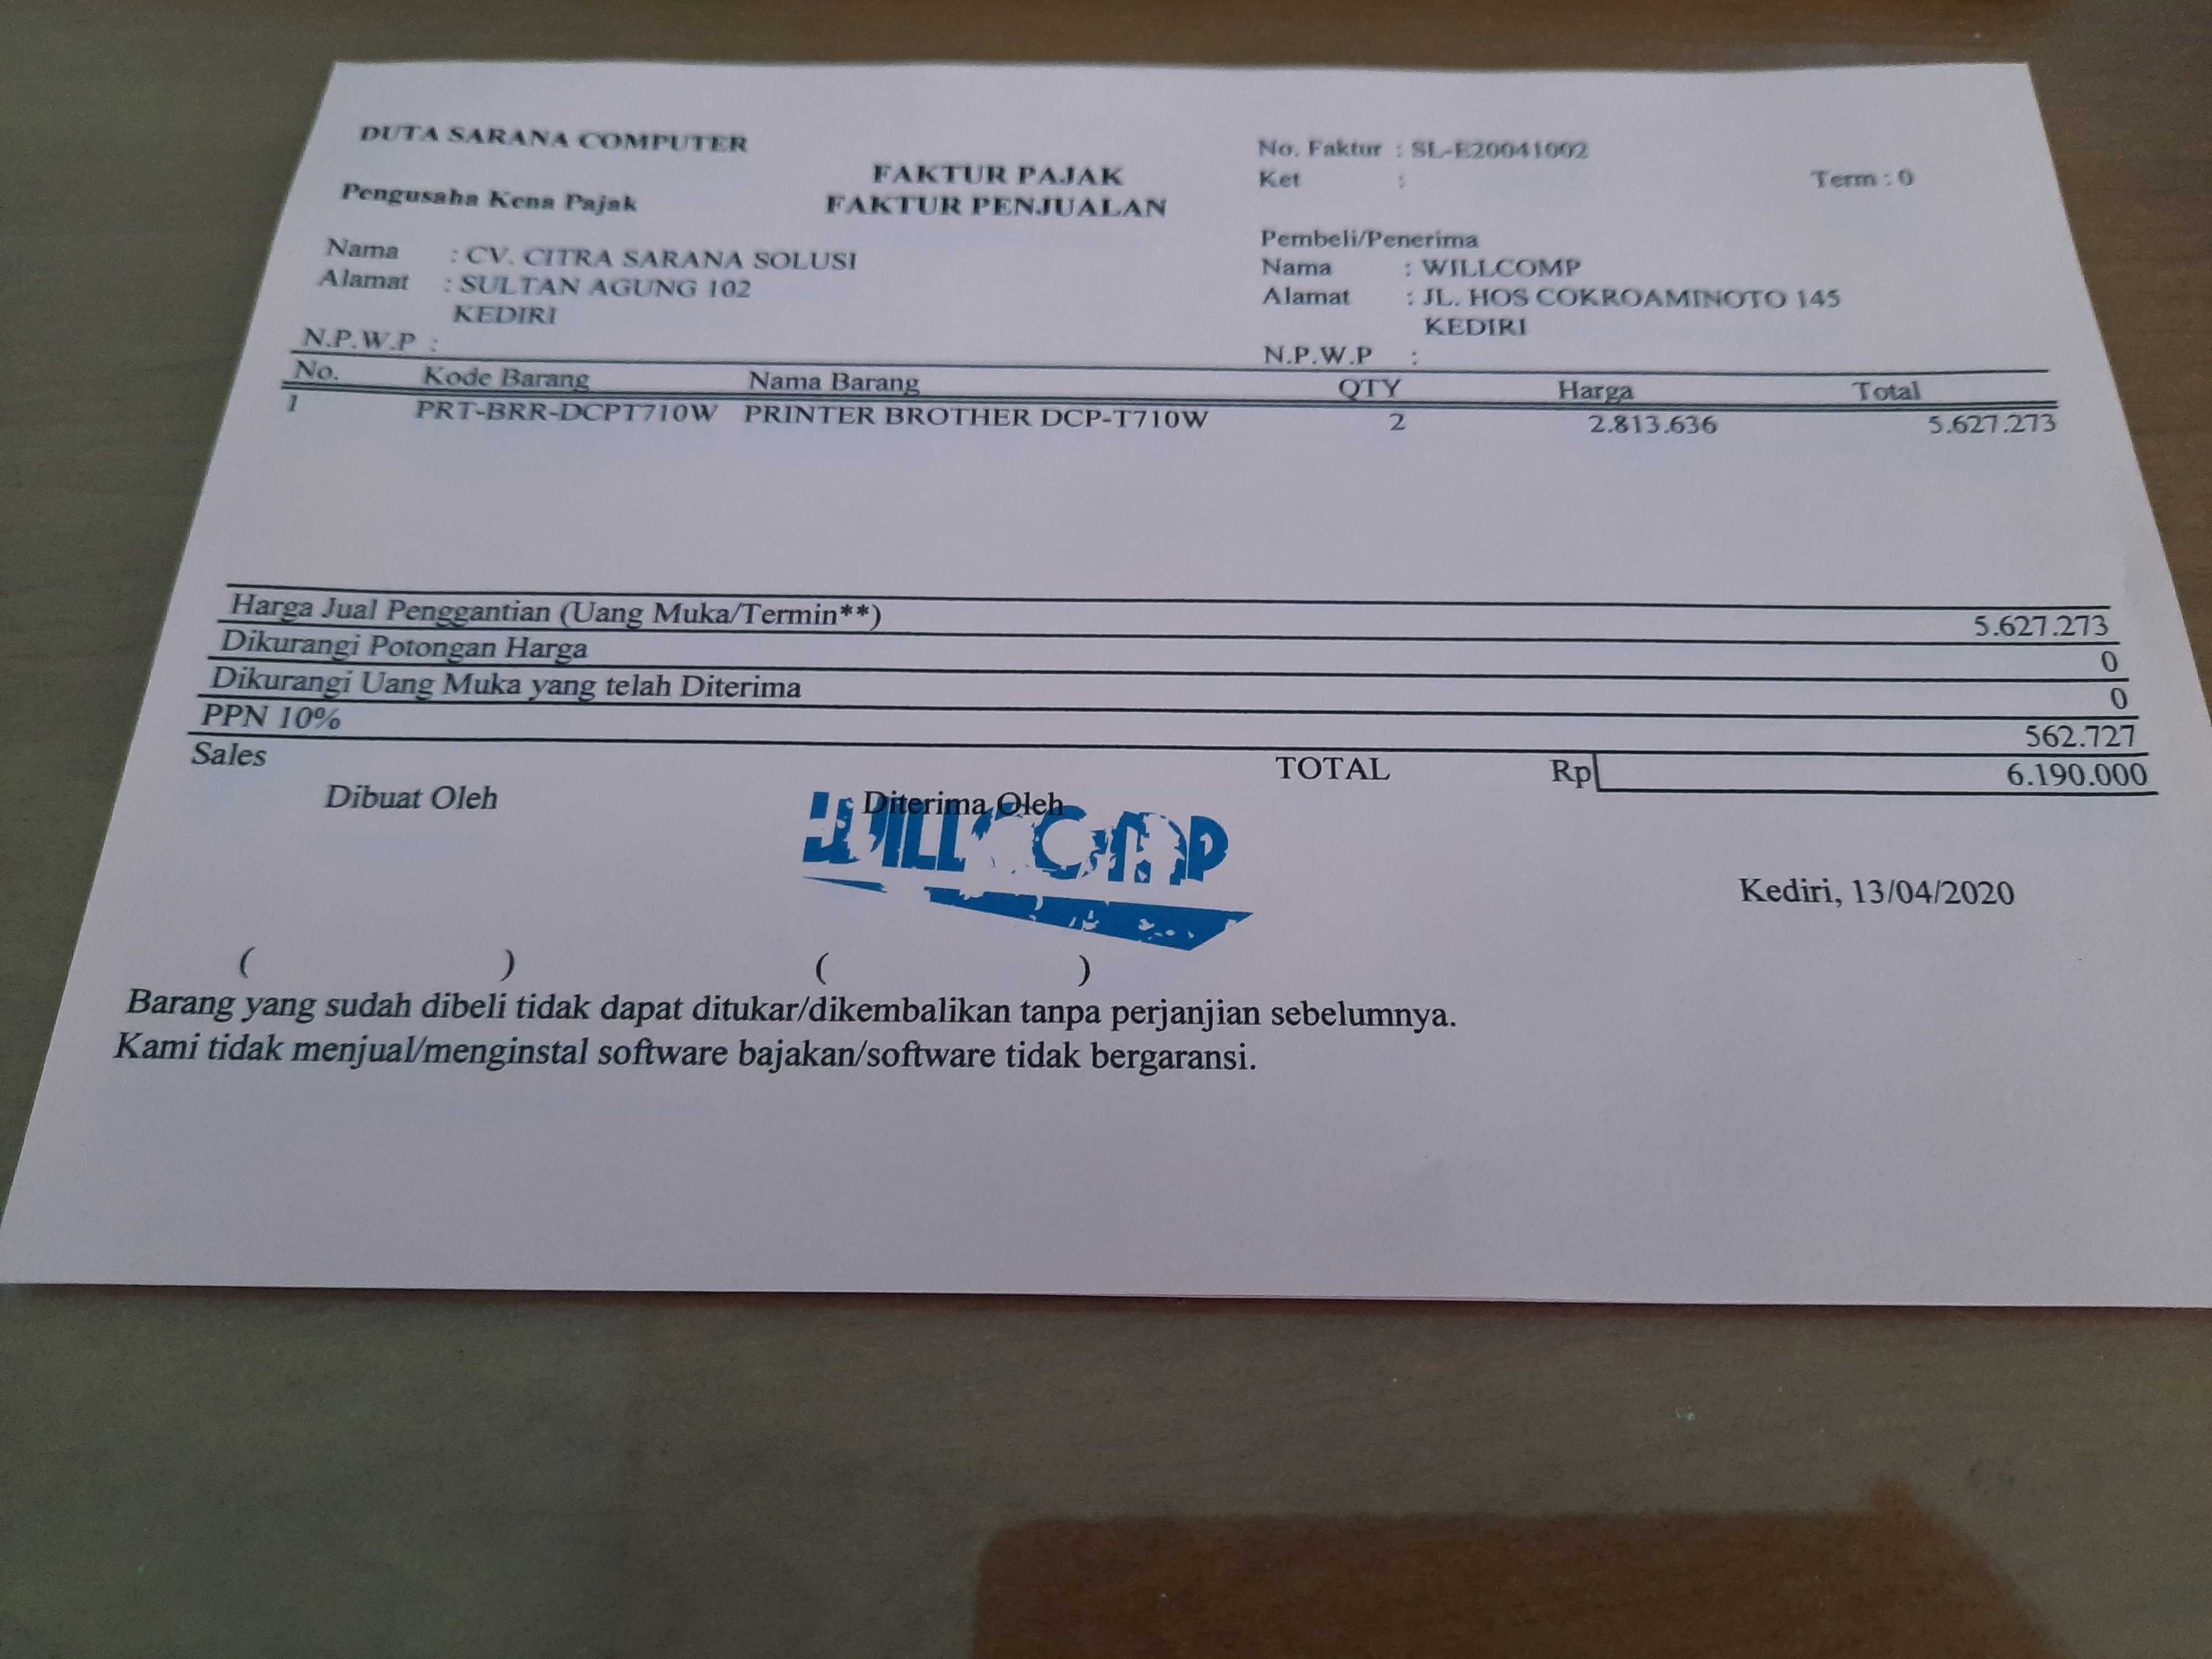 DUTA SARANA COMPUTER
FAKTUR PAJAK
FAKTUR PENJUALAN
No. Faktur : SL-E20041002
Ket :
Term : 0
Pengusaha Kena Pajak
Nama : CV. CITRA SARANA SOLUSI
Alamat : SULTAN AGUNG 102
KEDIRI
N.P.W.P :
Pembeli/Penerima
Nama : WILLCOMP
Alamat : JL. HOS COKROAMINOTO 145
KEDIRI
N.P.W.P :
No. Kode Barang Nama Barang QTY Harga Total
1 PRT-BRR-DCPT710W PRINTER BROTHER DCP-T710W 2 2.813.636 5.627.273
Harga Jual Penggantian (Uang Muka/Termin**) 5.627.273
Dikurangi Potongan Harga 0
Dikurangi Uang Muka yang telah Diterima 0
PPN 10% 562.727
Sales TOTAL Rp 6.190.000
Dibuat Oleh Diterima Oleh
WILLCOMP
Kediri, 13/04/2020
( ) ( )
Barang yang sudah dibeli tidak dapat ditukar/dikembalikan tanpa perjanjian sebelumnya.
Kami tidak menjual/menginstal software bajakan/software tidak bergaransi.